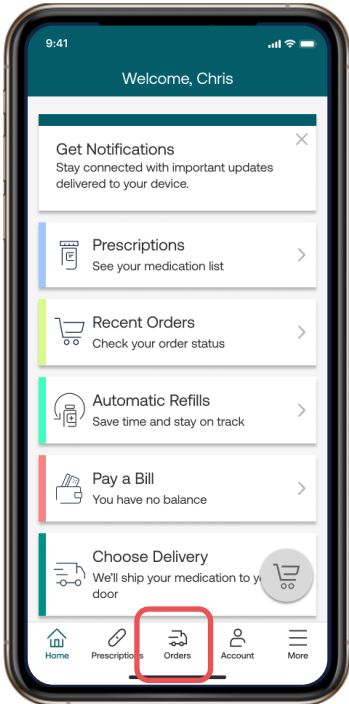 9:41
Welcome, Chris
Get Notifications
Stay connected with important updates
delivered to your device.
Prescriptions
See your medication list
Recent Orders
Check your order status
Automatic Refills
Save time and stay on track
Pay a Bill
You have no balance
Choose Delivery
We'll ship your medication to
door
Home
Prescriptions
Orders
Account
More